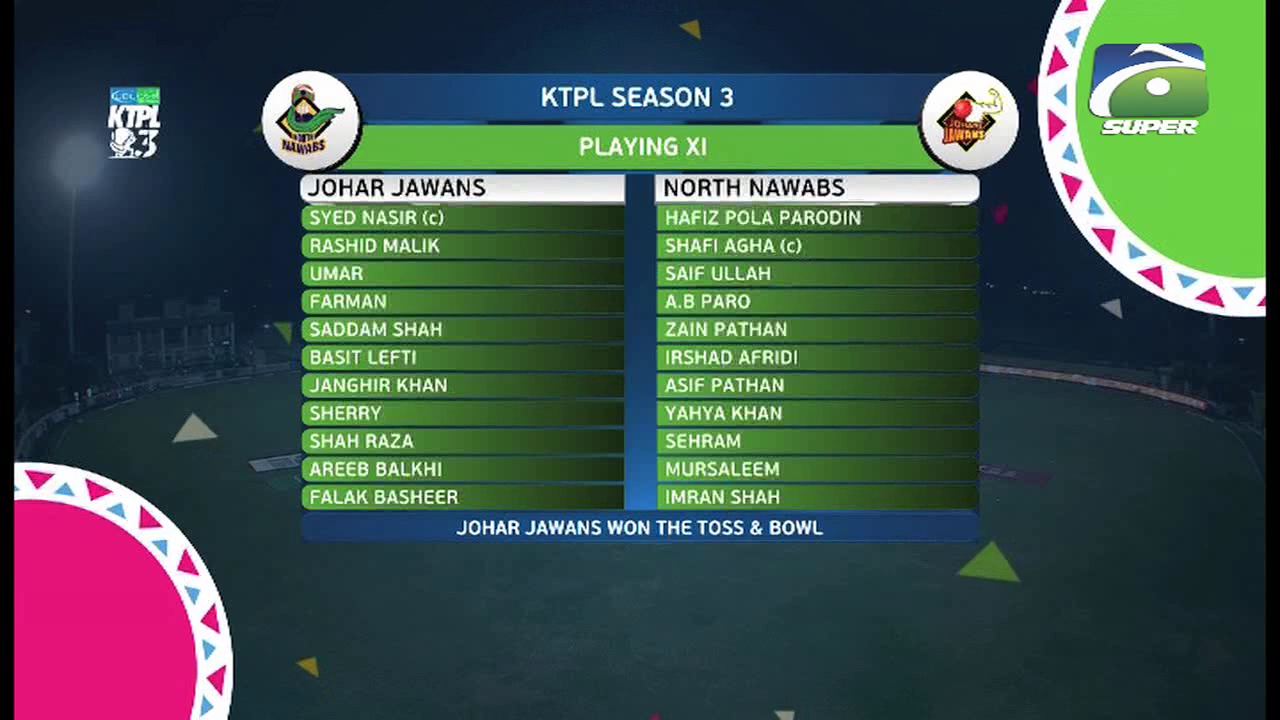 KTPL SEASON 3
KTPL
3
NAWABS
JAWANS
SUPER
PLAYING XI
JOHAR JAWANS
SYED NASIR (c)
RASHID MALIK
UMAR
FARMAN
SADDAM SHAH
BASIT LEFTI
JANGHIR KHAN
SHERRY
SHAH RAZA
AREEB BALKHI
FALAK BASHEER
NORTH NAWABS
HAFIZ POLA PARODIN
SHAFI AGHA (c)
SAIF ULLAH
A.B PARO
ZAIN PATHAN
IRSHAD AFRIDI
ASIF PATHAN
YAHYA KHAN
SEHRAM
MURSALEEM
IMRAN SHAH
JOHAR JAWANS WON THE TOSS & BOWL